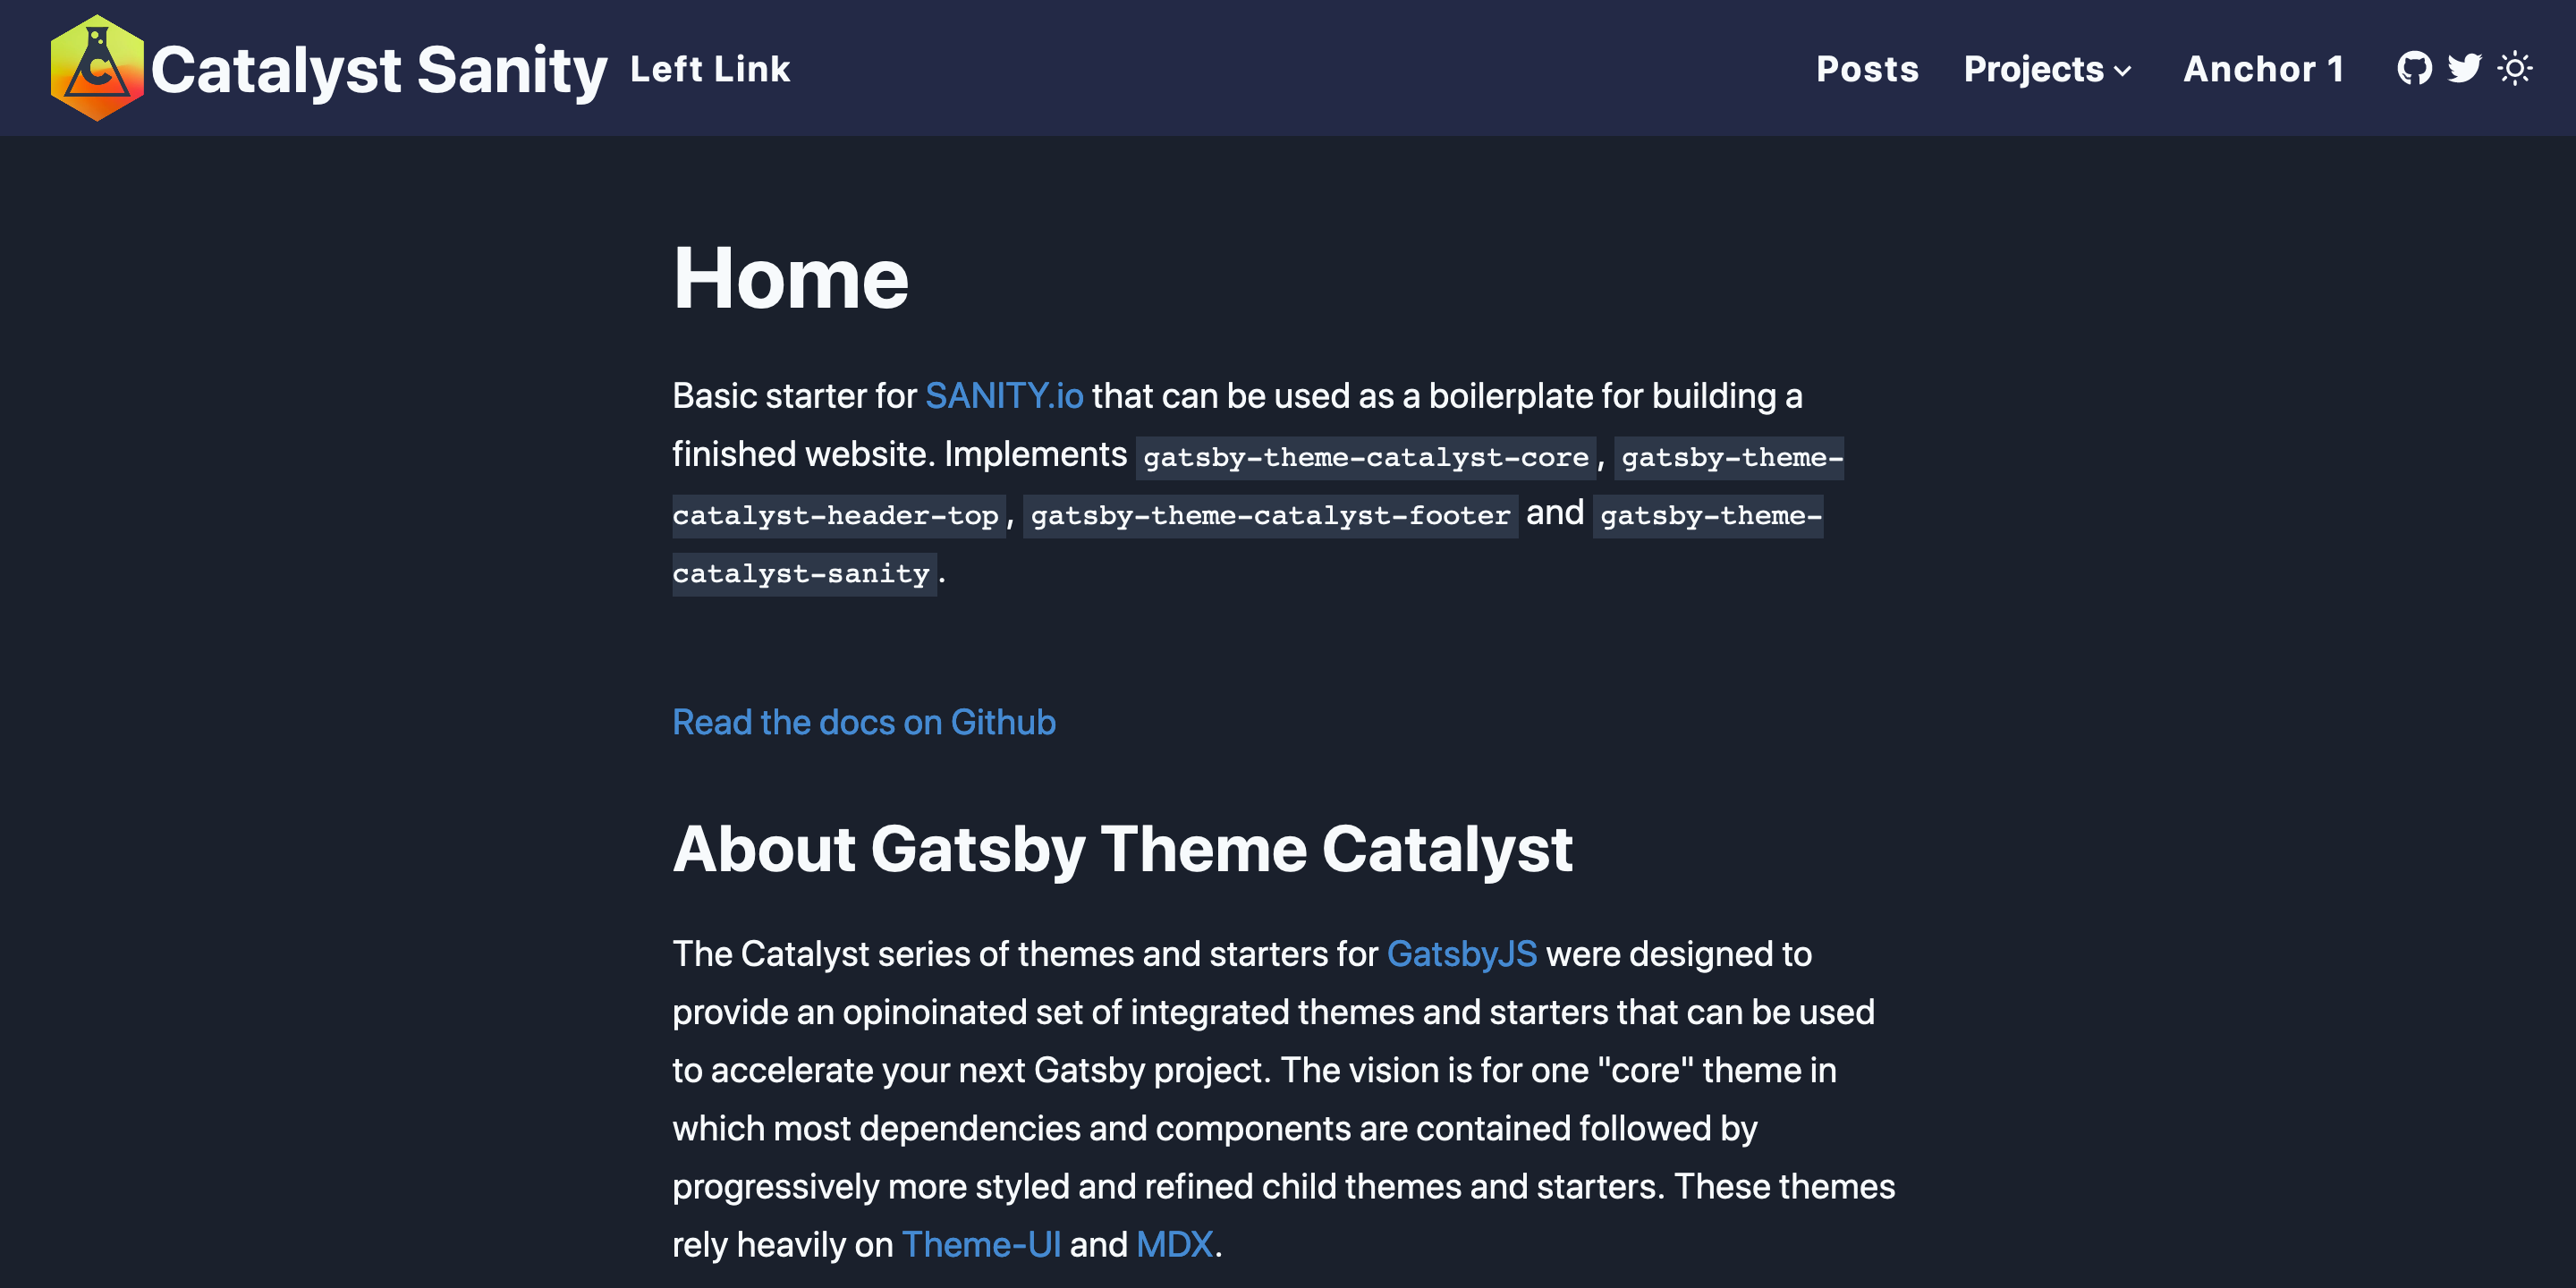 C
Catalyst Sanity Left Link Posts Projects Anchor 1
Home
Basic starter for SANITY.io that can be used as a boilerplate for building a
finished website. Implements gatsby-theme-catalyst-core, gatsby-theme-
catalyst-header-top, gatsby-theme-catalyst-footer and gatsby-theme-
catalyst-sanity.
Read the docs on Github
About Gatsby Theme Catalyst
The Catalyst series of themes and starters for GatsbyJS were designed to
provide an opinoinated set of integrated themes and starters that can be used
to accelerate your next Gatsby project. The vision is for one "core" theme in
which most dependencies and components are contained followed by
progressively more styled and refined child themes and starters. These themes
rely heavily on Theme-UI and MDX.